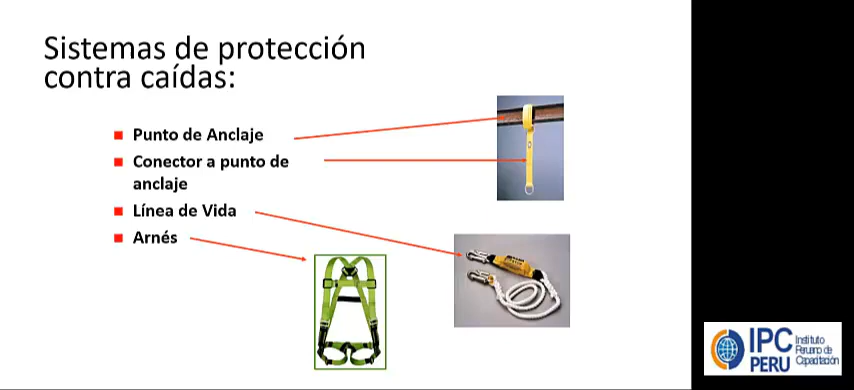 Sistemas de protección
contra caídas:
Punto de Anclaje
Conector a punto de
anclaje
Línea de Vida
Arnés
IPC
PERU
Instituto
Peruano de
Capacitación